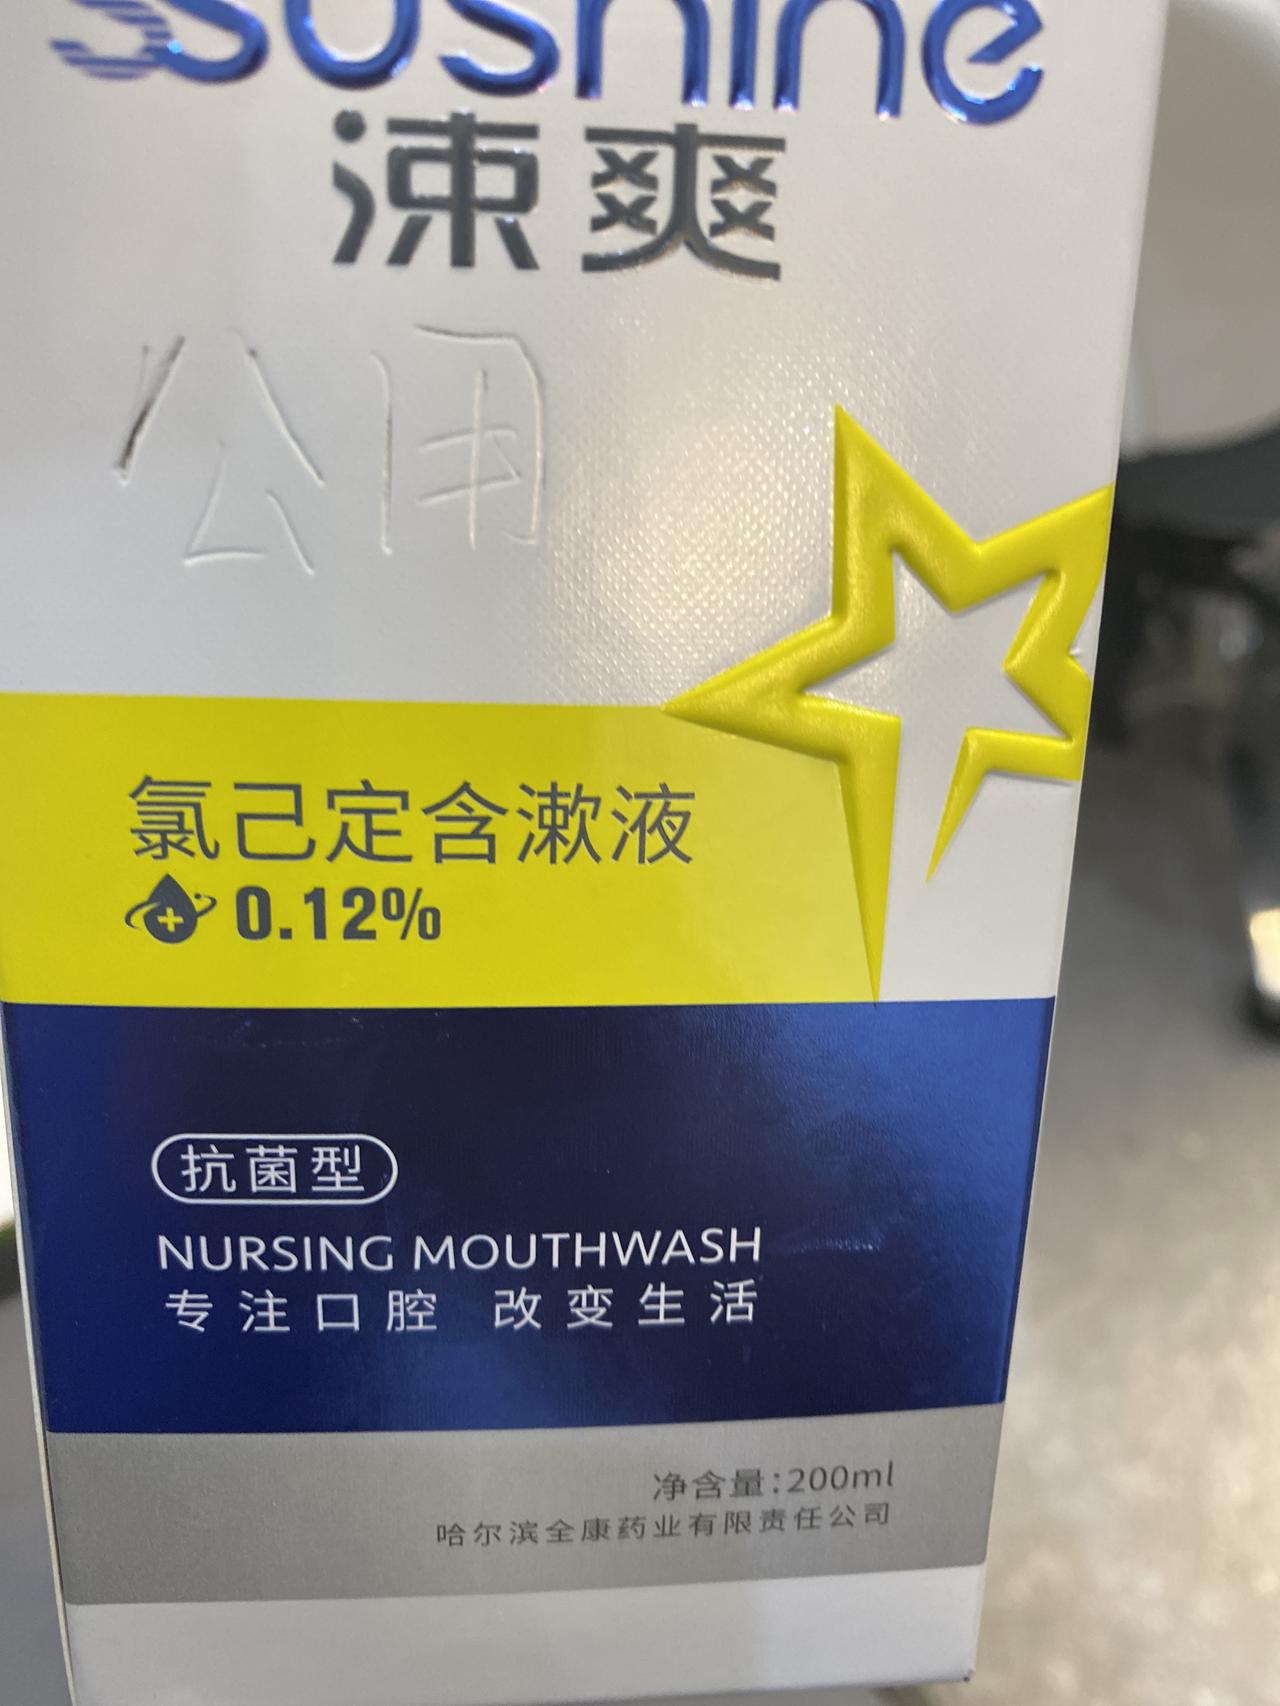 Sushine
涑爽
公用
氯己定含漱液
0.12%
抗菌型
NURSING MOUTHWASH
专注口腔 改变生活
净含量:200ml
哈尔滨全康药业有限责任公司